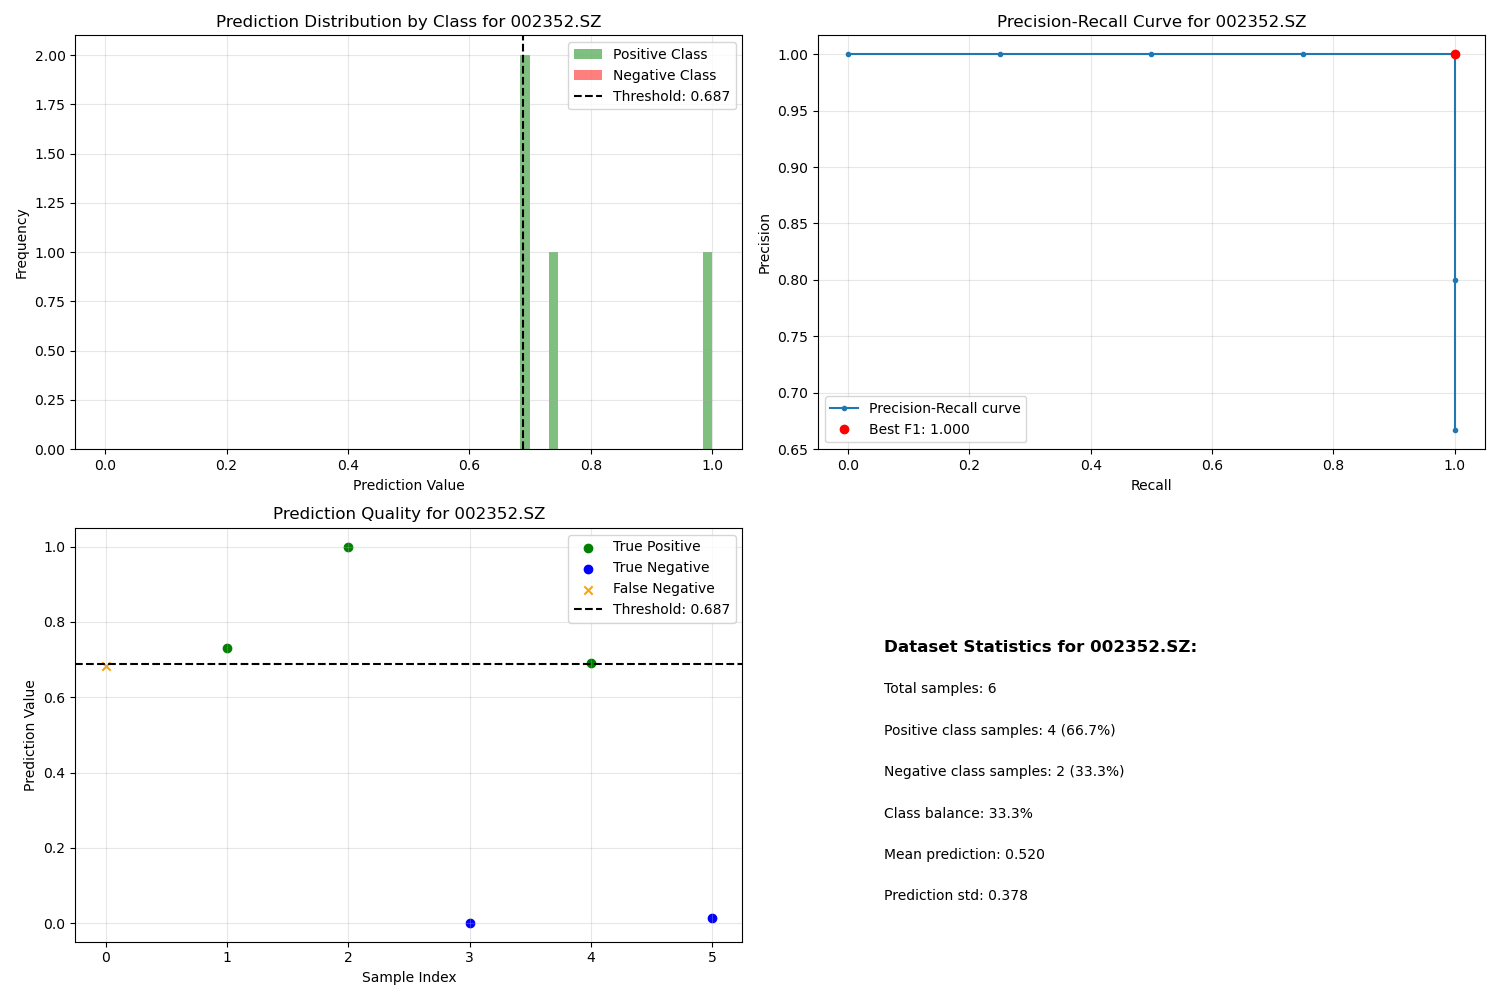 Prediction Distribution by Class for 002352.SZ
2.00
1.75
1.50
1.25
1.00
0.75
0.50
0.25
0.00
Frequency
0.0 0.2 0.4 0.6 0.8 1.0
Prediction Value
Positive Class
Negative Class
Threshold: 0.687
Precision-Recall Curve for 002352.SZ
1.00
0.95
0.90
0.85
0.80
0.75
0.70
0.65
Precision
0.0 0.2 0.4 0.6 0.8 1.0
Recall
Precision-Recall curve
Best F1: 1.000
Prediction Quality for 002352.SZ
1.0
0.8
0.6
0.4
0.2
0.0
Prediction Value
0 1 2 3 4 5
Sample Index
True Positive
True Negative
False Negative
Threshold: 0.687
Dataset Statistics for 002352.SZ:
Total samples: 6
Positive class samples: 4 (66.7%)
Negative class samples: 2 (33.3%)
Class balance: 33.3%
Mean prediction: 0.520
Prediction std: 0.378